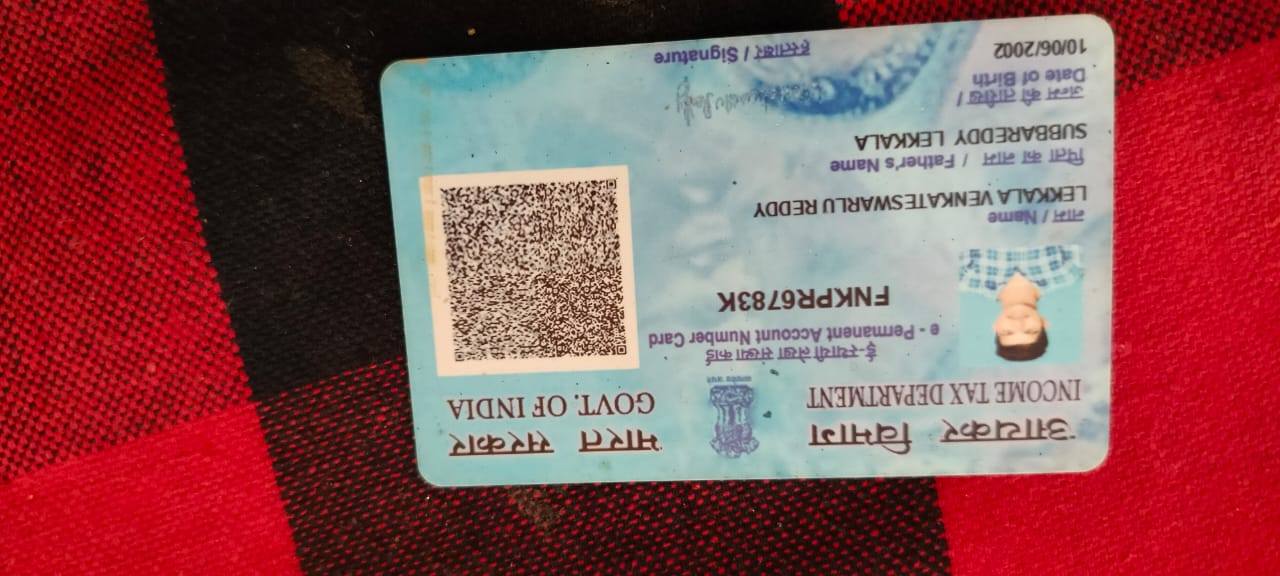 आयकर विभाग
INCOME TAX DEPARTMENT
भारत सरकार
GOVT. OF INDIA
सत्यमेव जयते
ई-स्थायी लेखा संख्या कार्ड
e - Permanent Account Number Card
FNKPR6783K
नाम / Name
LEKKALA VENKATESWARLU REDDY
पिता का नाम / Father's Name
SUBBAREDDY LEKKALA
जन्म की तारीख /
Date of Birth
10/06/2002
हस्ताक्षर / Signature